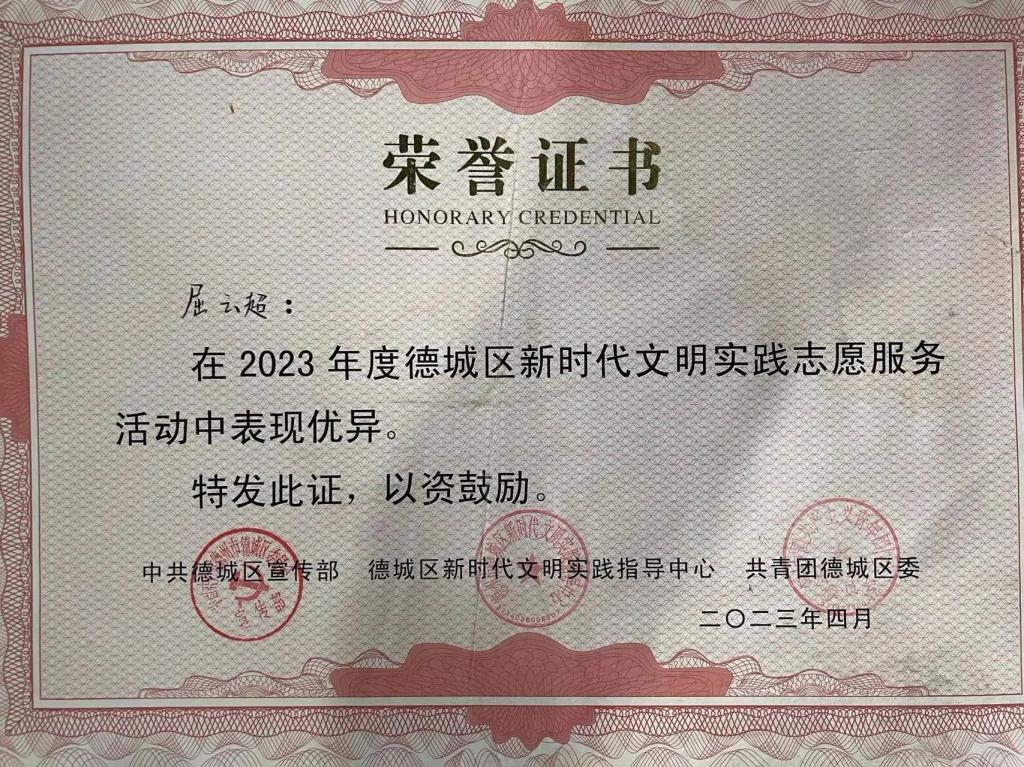 荣誉证书
HONORARY CREDENTIAL
屈云超：
在 2023 年度德城区新时代文明实践志愿服务
活动中表现优异。
特发此证，以资鼓励。
中共德城区宣传部 德城区新时代文明实践指导中心 共青团德城区委
二〇二三年四月